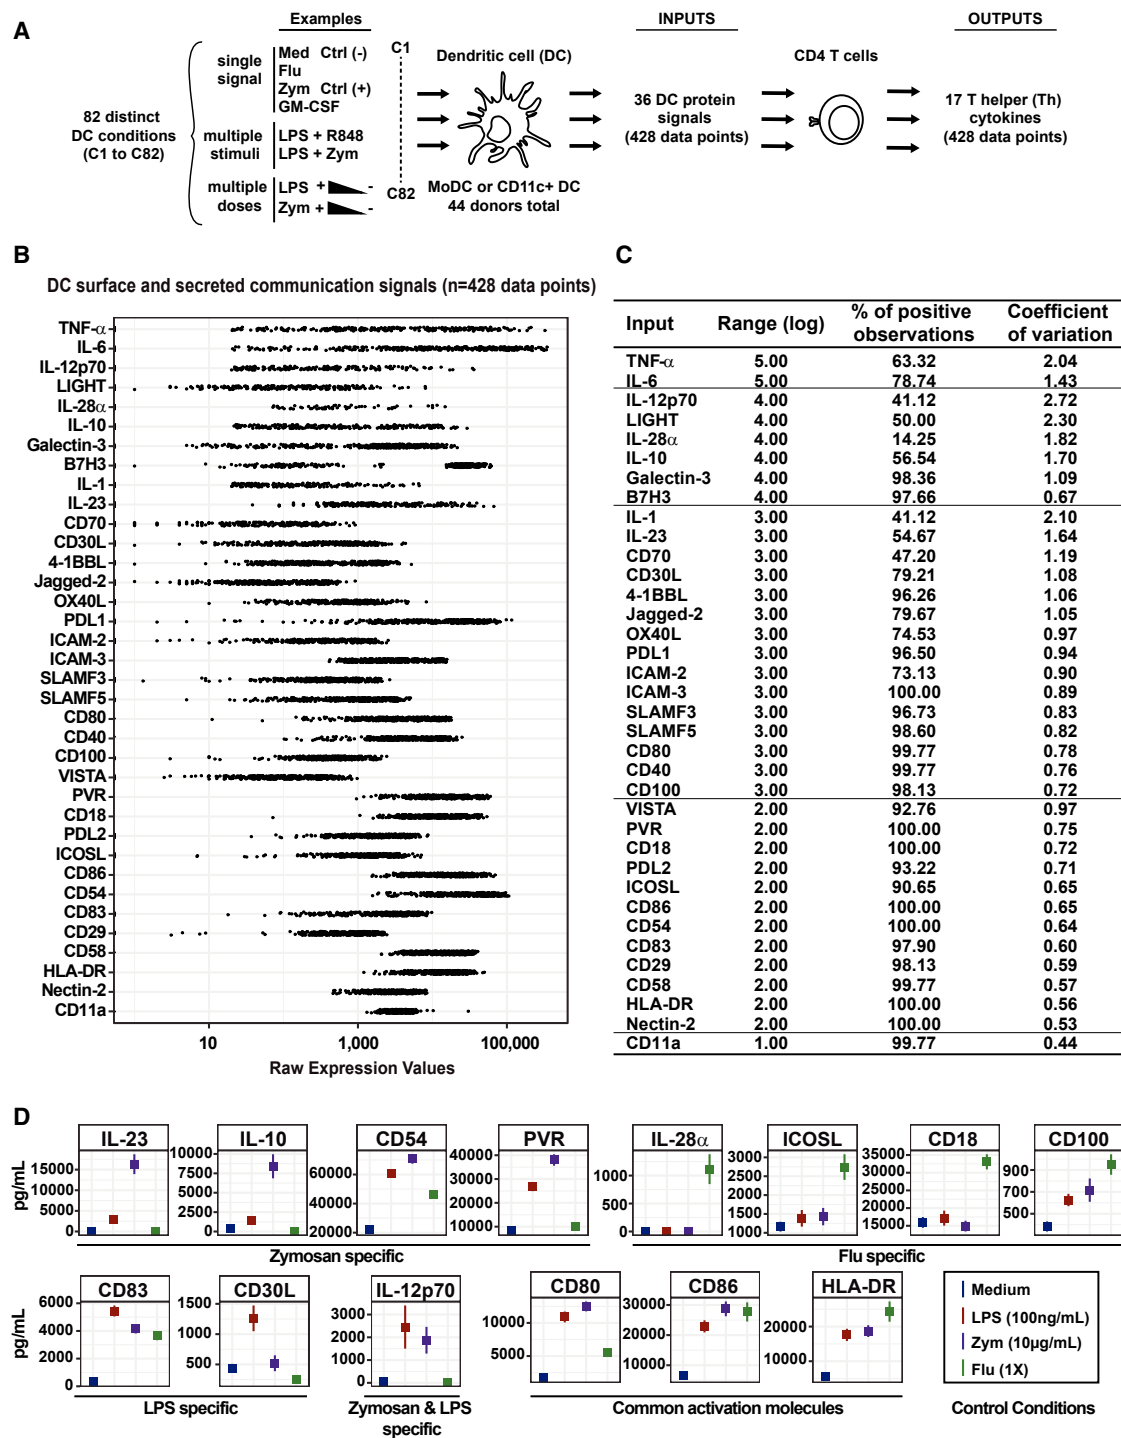 A
Examples
INPUTS
OUTPUTS
82 distinct
DC conditions
(C1 to C82)
single
signal
Med Ctrl (-)
Flu
Zym Ctrl (+)
GM-CSF
multiple
stimuli
LPS + R848
LPS + Zym
multiple
doses
LPS + -
Zym + -
C1
C82
Dendritic cell (DC)
MoDC or CD11c+ DC
44 donors total
36 DC protein
signals
(428 data points)
CD4 T cells
17 T helper (Th)
cytokines
(428 data points)
B
DC surface and secreted communication signals (n=428 data points)
TNF-α
IL-6
IL-12p70
LIGHT
IL-28α
IL-10
Galectin-3
B7H3
IL-1
IL-23
CD70
CD30L
4-1BBL
Jagged-2
OX40L
PDL1
ICAM-2
ICAM-3
SLAMF3
SLAMF5
CD80
CD40
CD100
VISTA
PVR
CD18
PDL2
ICOSL
CD86
CD54
CD83
CD29
CD58
HLA-DR
Nectin-2
CD11a
10 1,000 100,000
Raw Expression Values
C
Input Range (log) % of positive observations Coefficient of variation
TNF-α 5.00 63.32 2.04
IL-6 5.00 78.74 1.43
IL-12p70 4.00 41.12 2.72
LIGHT 4.00 50.00 2.30
IL-28α 4.00 14.25 1.82
IL-10 4.00 56.54 1.70
Galectin-3 4.00 98.36 1.09
B7H3 4.00 97.66 0.67
IL-1 3.00 41.12 2.10
IL-23 3.00 54.67 1.64
CD70 3.00 47.20 1.19
CD30L 3.00 79.21 1.08
4-1BBL 3.00 96.26 1.06
Jagged-2 3.00 79.67 1.05
OX40L 3.00 74.53 0.97
PDL1 3.00 96.50 0.94
ICAM-2 3.00 73.13 0.90
ICAM-3 3.00 100.00 0.89
SLAMF3 3.00 96.73 0.83
SLAMF5 3.00 98.60 0.82
CD80 3.00 99.77 0.78
CD40 3.00 99.77 0.76
CD100 3.00 98.13 0.72
VISTA 2.00 92.76 0.97
PVR 2.00 100.00 0.75
CD18 2.00 100.00 0.72
PDL2 2.00 93.22 0.71
ICOSL 2.00 90.65 0.65
CD86 2.00 100.00 0.65
CD54 2.00 100.00 0.64
CD83 2.00 97.90 0.60
CD29 2.00 98.13 0.59
CD58 2.00 99.77 0.57
HLA-DR 2.00 100.00 0.56
Nectin-2 2.00 100.00 0.53
CD11a 1.00 99.77 0.44
D
pg/mL
IL-23
15000
10000
5000
0
IL-10
10000
7500
5000
2500
0
CD54
60000
40000
20000
PVR
40000
30000
20000
10000
Zymosan specific
IL-28α
1000
500
0
ICOSL
3000
2500
2000
1500
1000
CD18
35000
30000
25000
20000
15000
CD100
900
700
500
Flu specific
pg/mL
CD83
6000
4000
2000
0
CD30L
1500
1000
500
LPS specific
IL-12p70
3000
2000
1000
0
Zymosan & LPS
specific
CD80
10000
5000
CD86
30000
20000
10000
HLA-DR
20000
10000
Common activation molecules
Medium
LPS (100ng/mL)
Zym (10µg/mL)
Flu (1X)
Control Conditions